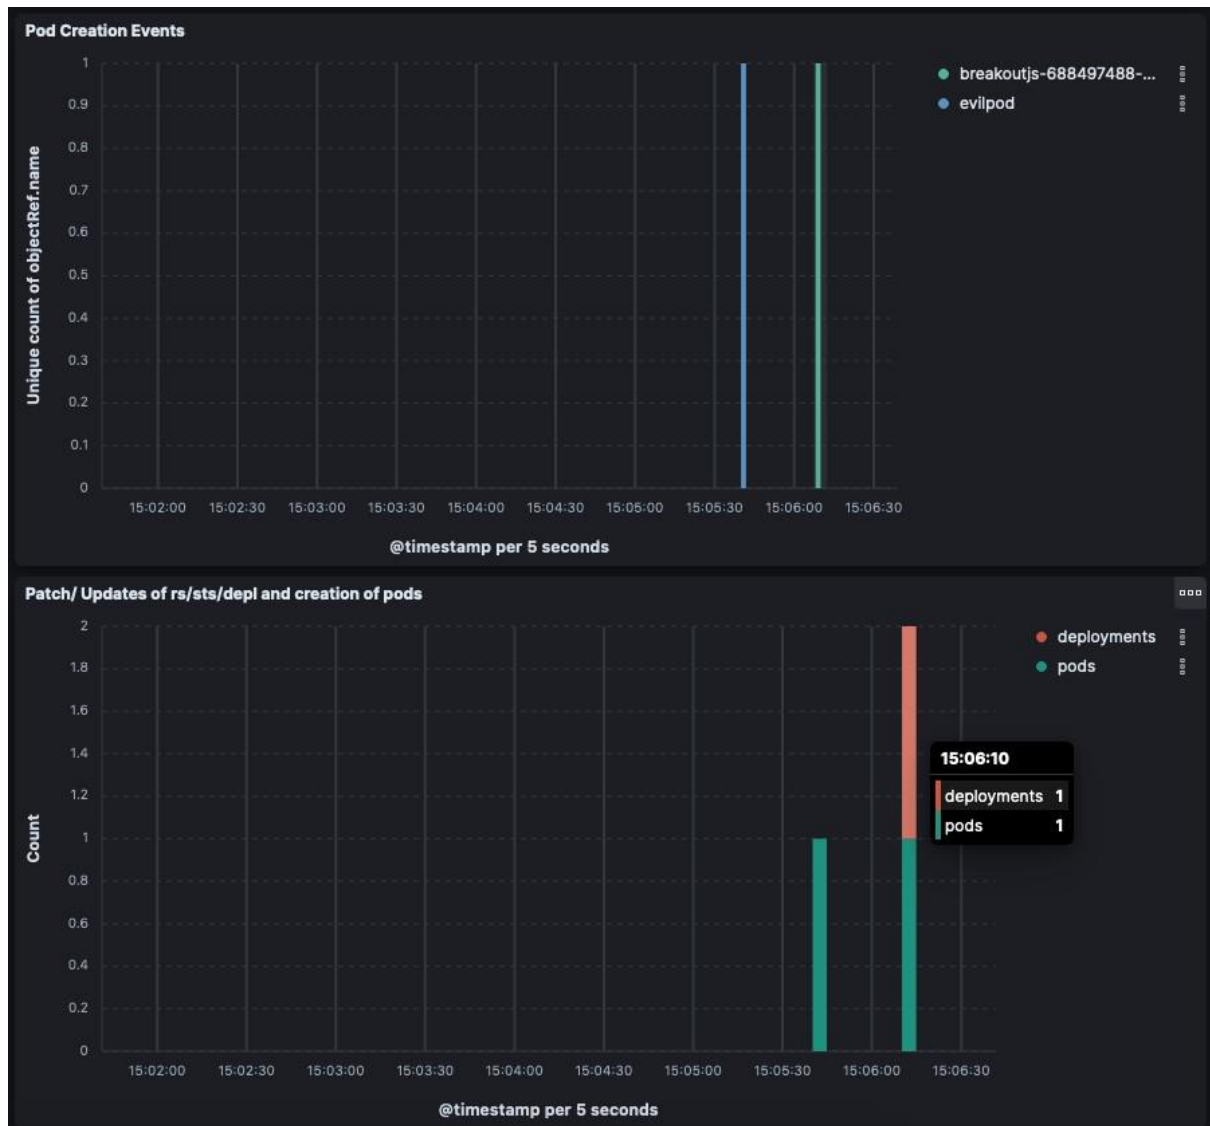 Pod Creation Events
1
0.9
0.8
0.7
0.6
0.5
0.4
0.3
0.2
0.1
0
Unique count of objectRef.name
15:02:00 15:02:30 15:03:00 15:03:30 15:04:00 15:04:30 15:05:00 15:05:30 15:06:00 15:06:30
@timestamp per 5 seconds
breakoutjs-688497488-...
evilpod
Patch/ Updates of rs/sts/depl and creation of pods
2
1.8
1.6
1.4
1.2
1
0.8
0.6
0.4
0.2
0
Count
15:02:00 15:02:30 15:03:00 15:03:30 15:04:00 15:04:30 15:05:00 15:05:30 15:06:00 15:06:30
@timestamp per 5 seconds
deployments
pods
15:06:10
deployments 1
pods 1